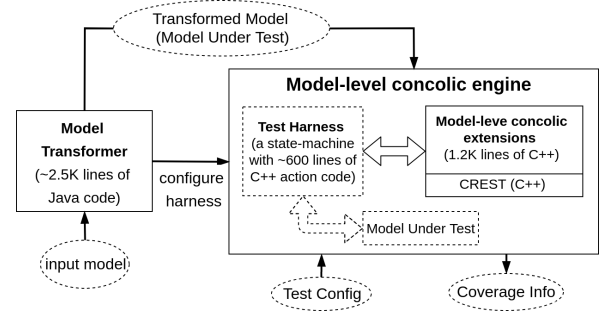 Transformed Model
(Model Under Test)
Model-level concolic engine
Model
Transformer
(~2.5K lines of
Java code)
configure
harness
Test Harness
(a state-machine
with ~600 lines of
C++ action code)
Model-leve concolic
extensions
(1.2K lines of C++)
CREST (C++)
Model Under Test
input model
Test Config
Coverage Info